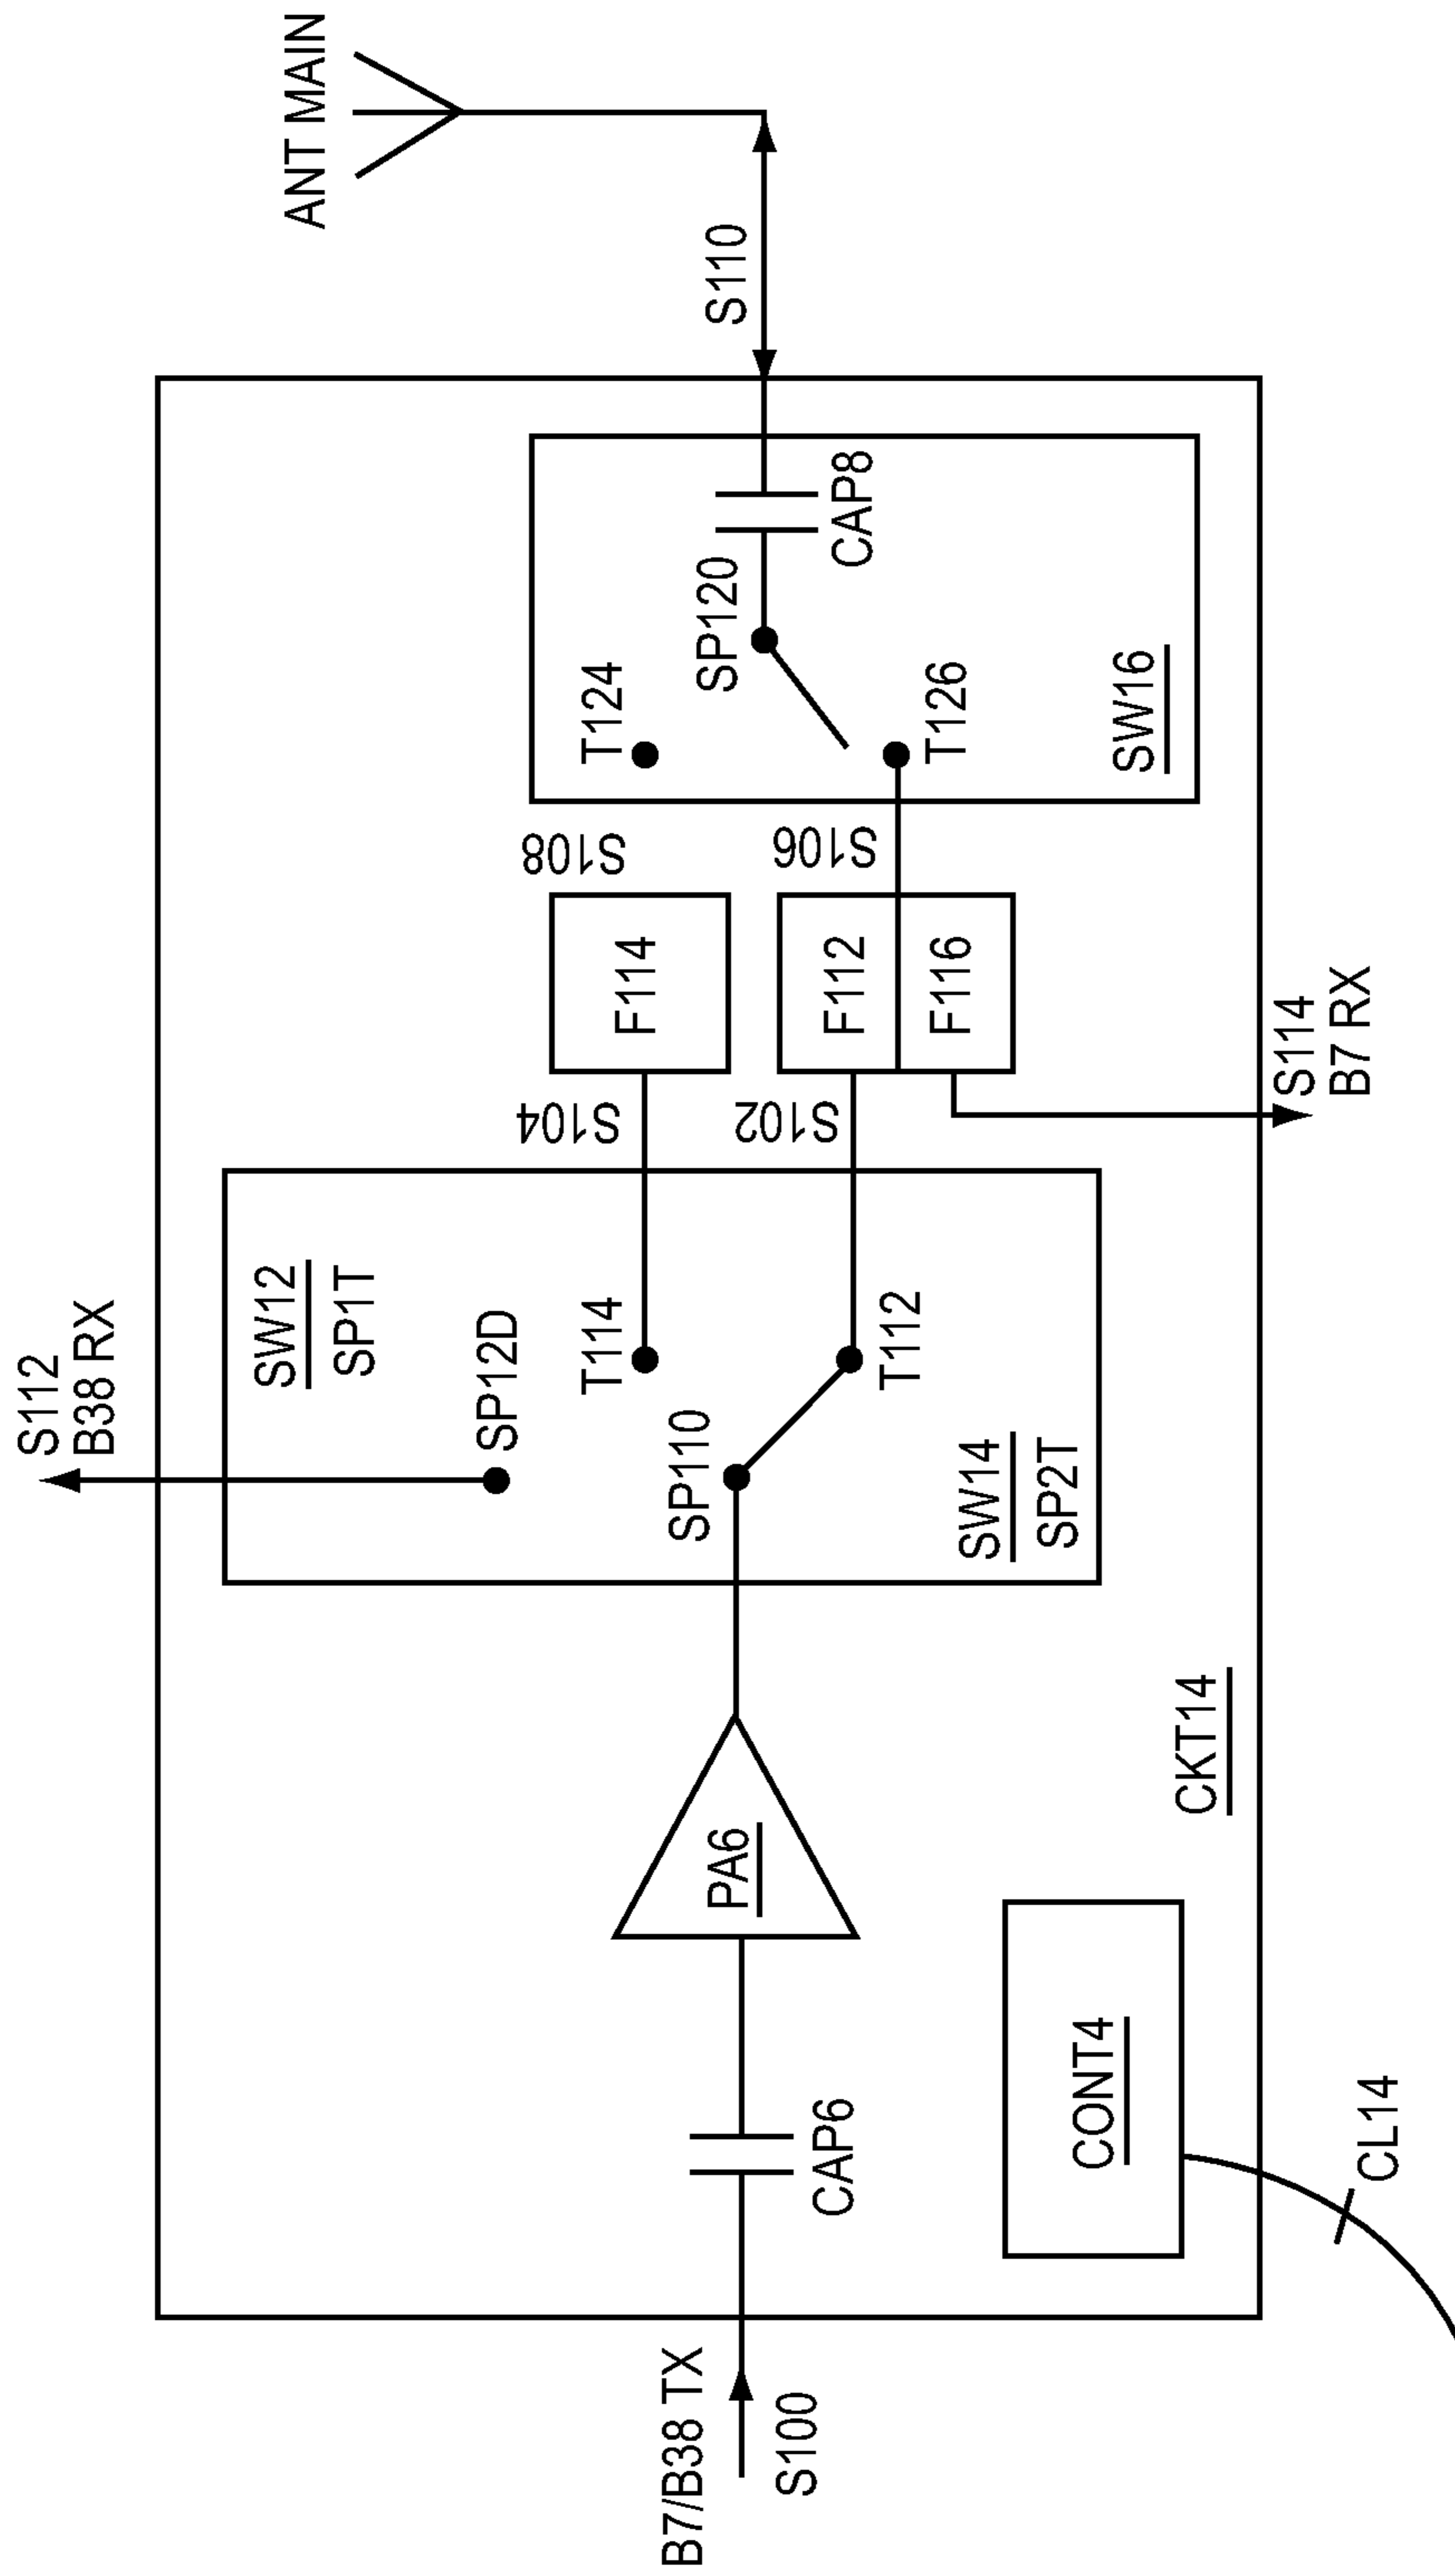 S112
B38 RX
ANT MAIN
SW12
SP1T
SP12D
T114
S104
F114
S108
T124
SP120
CAP8
S110
B7/B38 TX
S100
CAP6
PA6
SP110
T112
S102
F112
F116
S106
T126
SW14
SP2T
SW16
CONT4
CKT14
S114
B7 RX
CL14